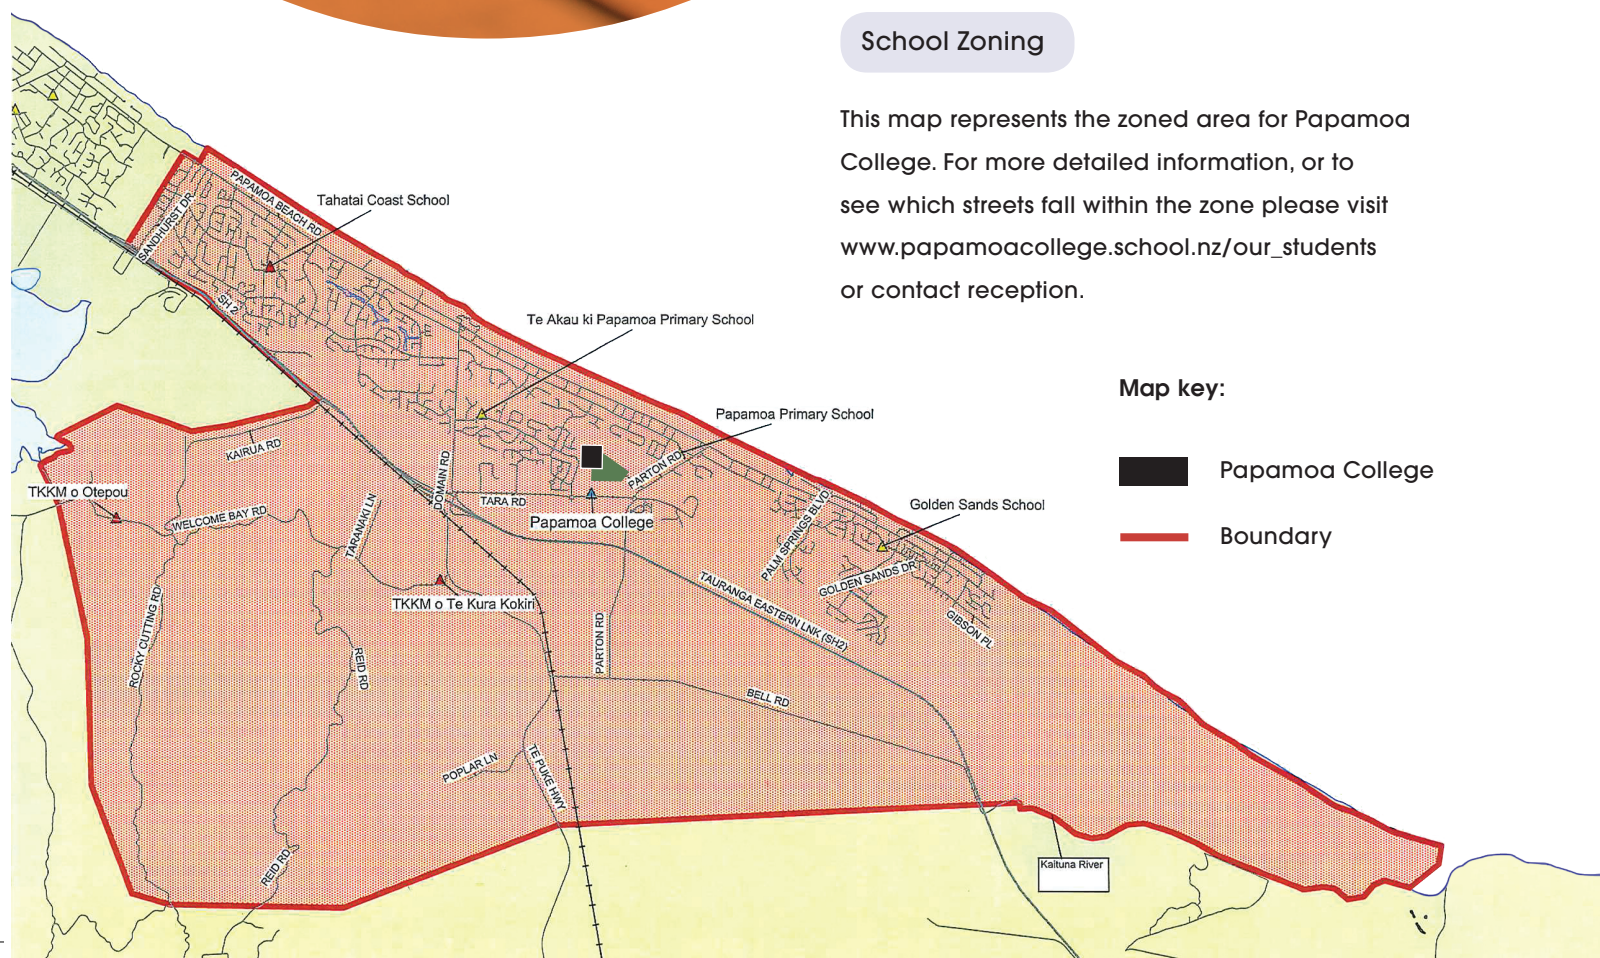 School Zoning
This map represents the zoned area for Papamoa
College. For more detailed information, or to
see which streets fall within the zone please visit
www.papamoacollege.school.nz/our_students
or contact reception.
Map key:
Papamoa College
Boundary
PAPAMOA BEACH RD
Tahatai Coast School
SANDHURST DR
SH 2
Te Akau ki Papamoa Primary School
Papamoa Primary School
KAIRUA RD
DOMAIN RD
PARTON RD
TKKM o Otepou
TARA RD
Golden Sands School
WELCOME BAY RD
TARANAKI LN
Papamoa College
PALM SPRINGS BLVD
GOLDEN SANDS DR
TKKM o Te Kura Kokiri
TAURANGA EASTERN LNK (SH2)
GIBSON PL
ROCKY CUTTING RD
REID RD
PARTON RD
BELL RD
POPLAR LN
TE PUKE HWY
REID RD
Kaituna River